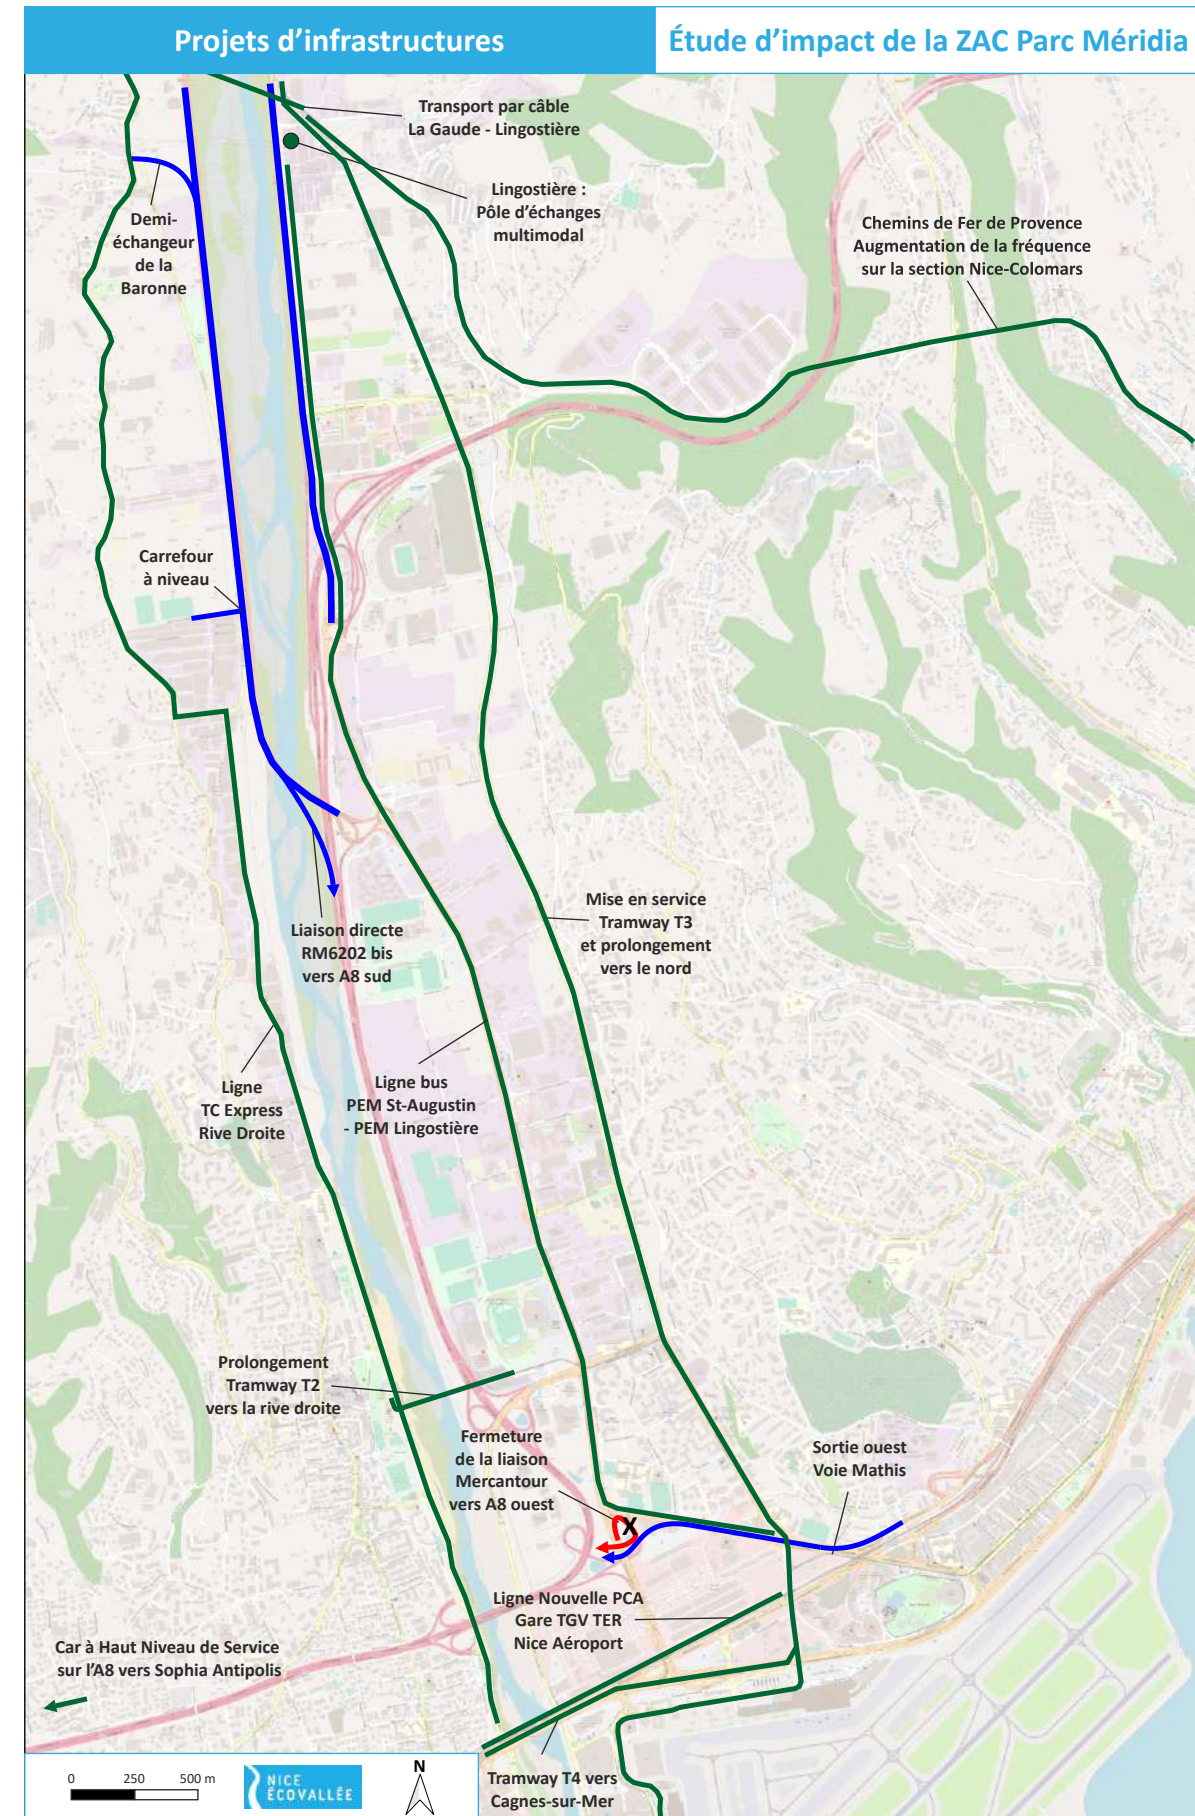 Projets d'infrastructures
Étude d'impact de la ZAC Parc Méridia
Transport par câble
La Gaude - Lingostière
Lingostière :
Pôle d'échanges
multimodal
Demi-
échangeur
de la
Baronne
Chemins de Fer de Provence
Augmentation de la fréquence
sur la section Nice-Colomars
Carrefour
à niveau
Mise en service
Tramway T3
et prolongement
vers le nord
Liaison directe
RM6202 bis
vers A8 sud
Ligne
TC Express
Rive Droite
Ligne bus
PEM St-Augustin
- PEM Lingostière
Prolongement
Tramway T2
vers la rive droite
Fermeture
de la liaison
Mercantour
vers A8 ouest
X
Sortie ouest
Voie Mathis
Ligne Nouvelle PCA
Gare TGV TER
Nice Aéroport
Car à Haut Niveau de Service
sur l'A8 vers Sophia Antipolis
Tramway T4 vers
Cagnes-sur-Mer
0 250 500 m
NICE
ÉCOVALLÉE
N